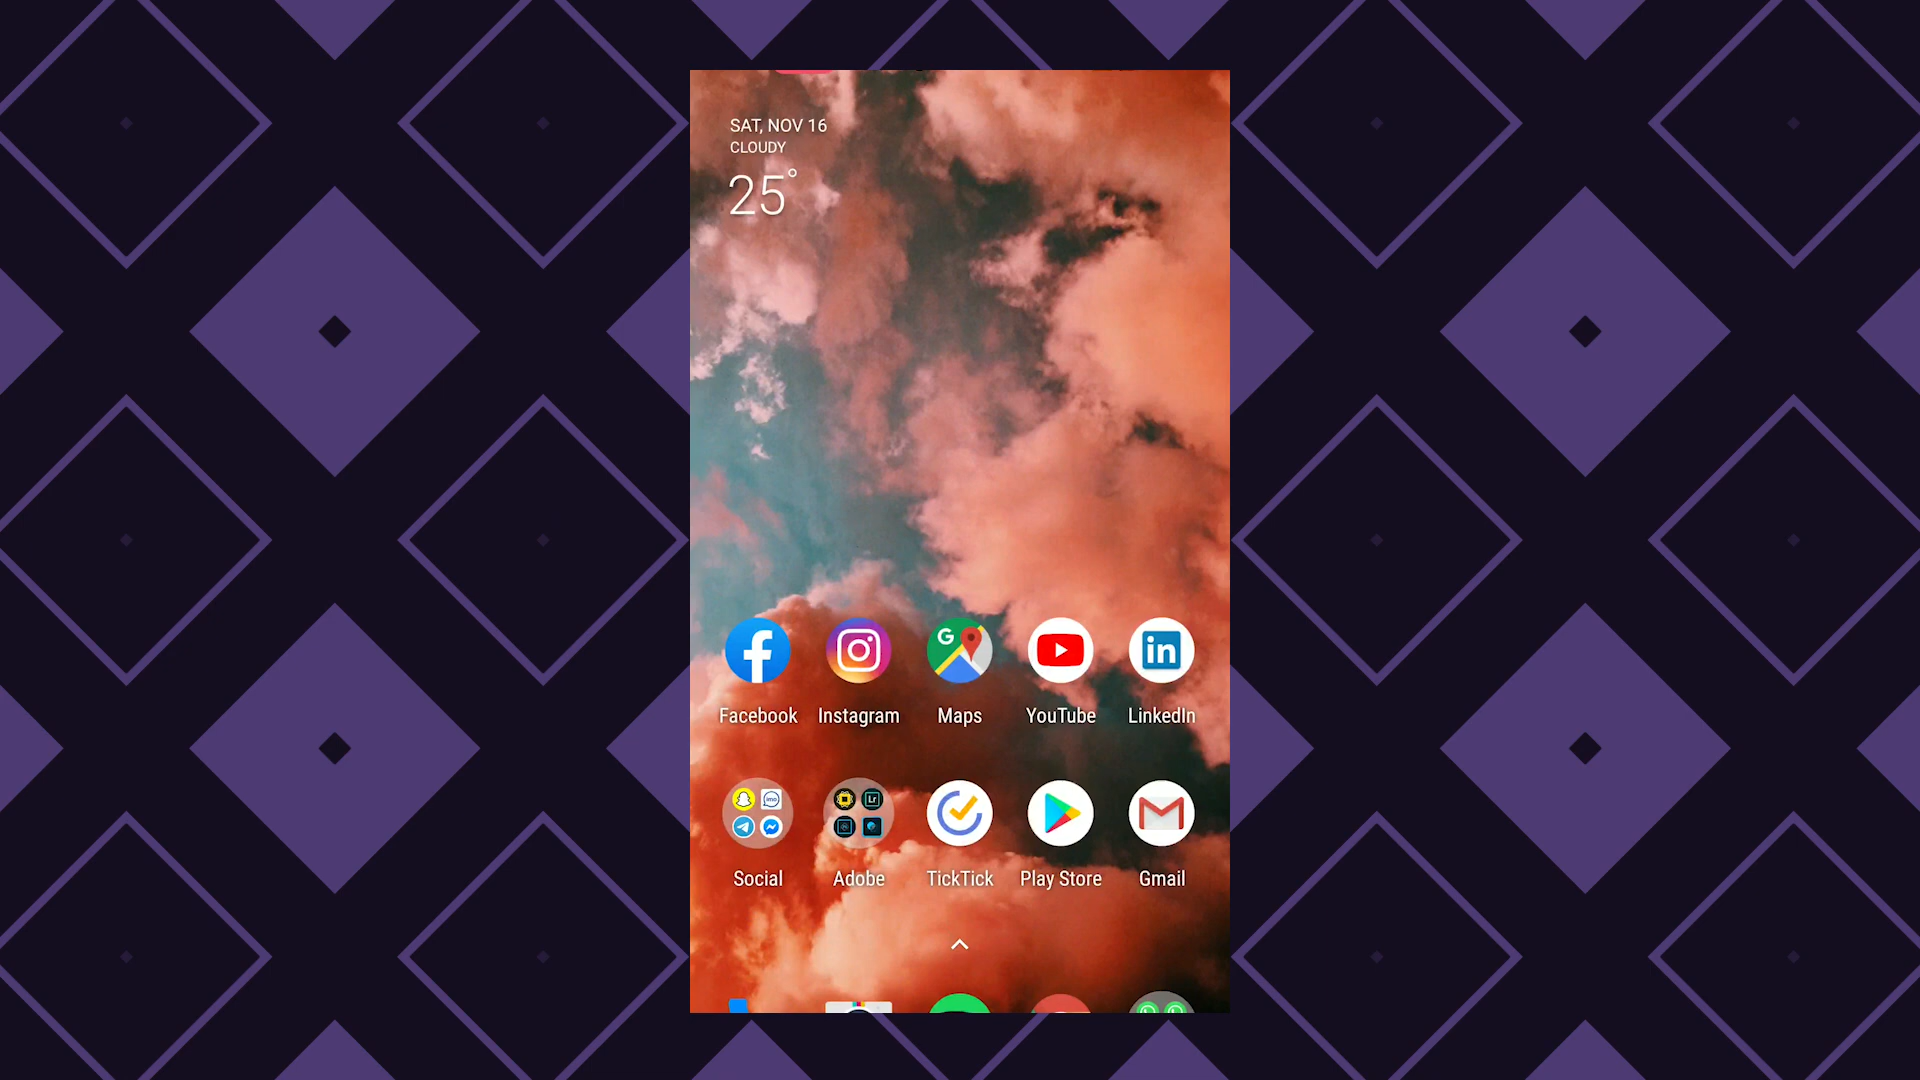 SAT, NOV 16
CLOUDY
25°
Facebook Instagram Maps YouTube LinkedIn
Social Adobe TickTick Play Store Gmail